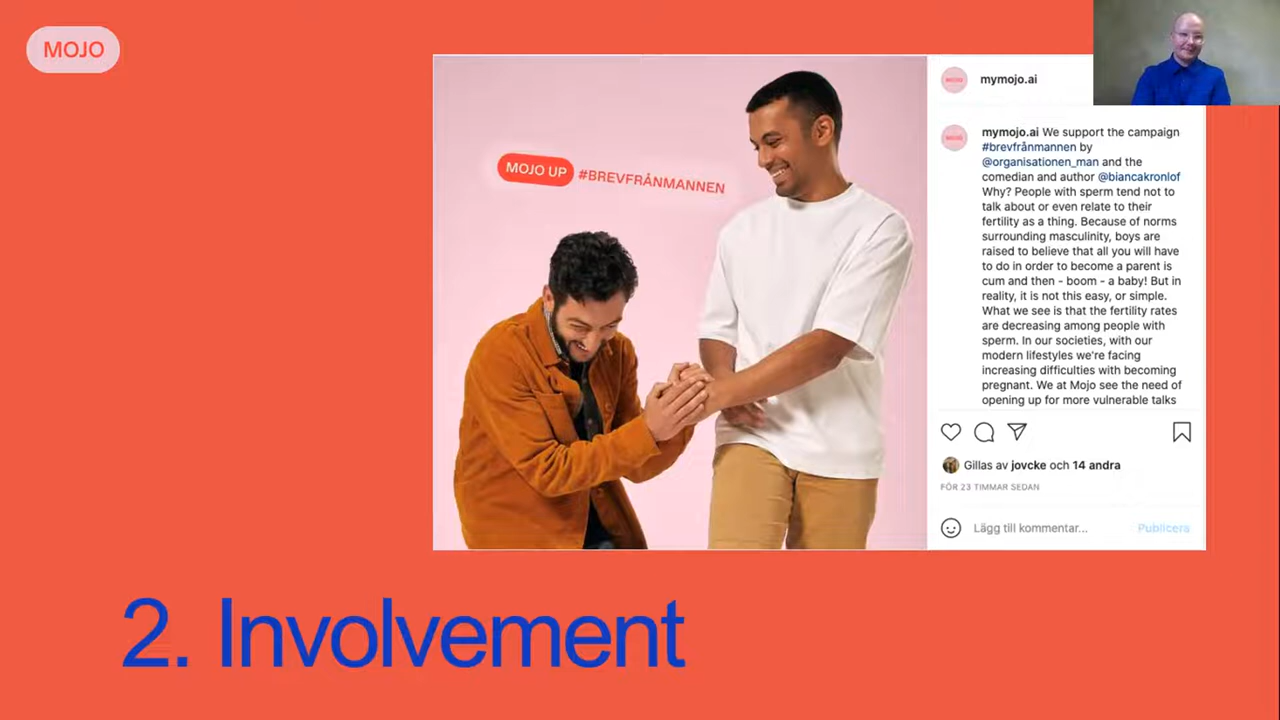 MOJO
MOJO UP #BREVFRÅNMANNEN
MOJO
mymojo.ai
MOJO
mymojo.ai We support the campaign
#brevfrånmannen by
@organisationen_man and the
comedian and author @biancakronlof
Why? People with sperm tend not to
talk about or even relate to their
fertility as a thing. Because of norms
surrounding masculinity, boys are
raised to believe that all you will have
to do in order to become a parent is
cum and then - boom - a baby! But in
reality, it is not this easy, or simple.
What we see is that the fertility rates
are decreasing among people with
sperm. In our societies, with our
modern lifestyles we're facing
increasing difficulties with becoming
pregnant. We at Mojo see the need of
opening up for more vulnerable talks
Gillas av jovcke och 14 andra
FÖR 23 TIMMAR SEDAN
Lägg till kommentar... Publicera
2. Involvement